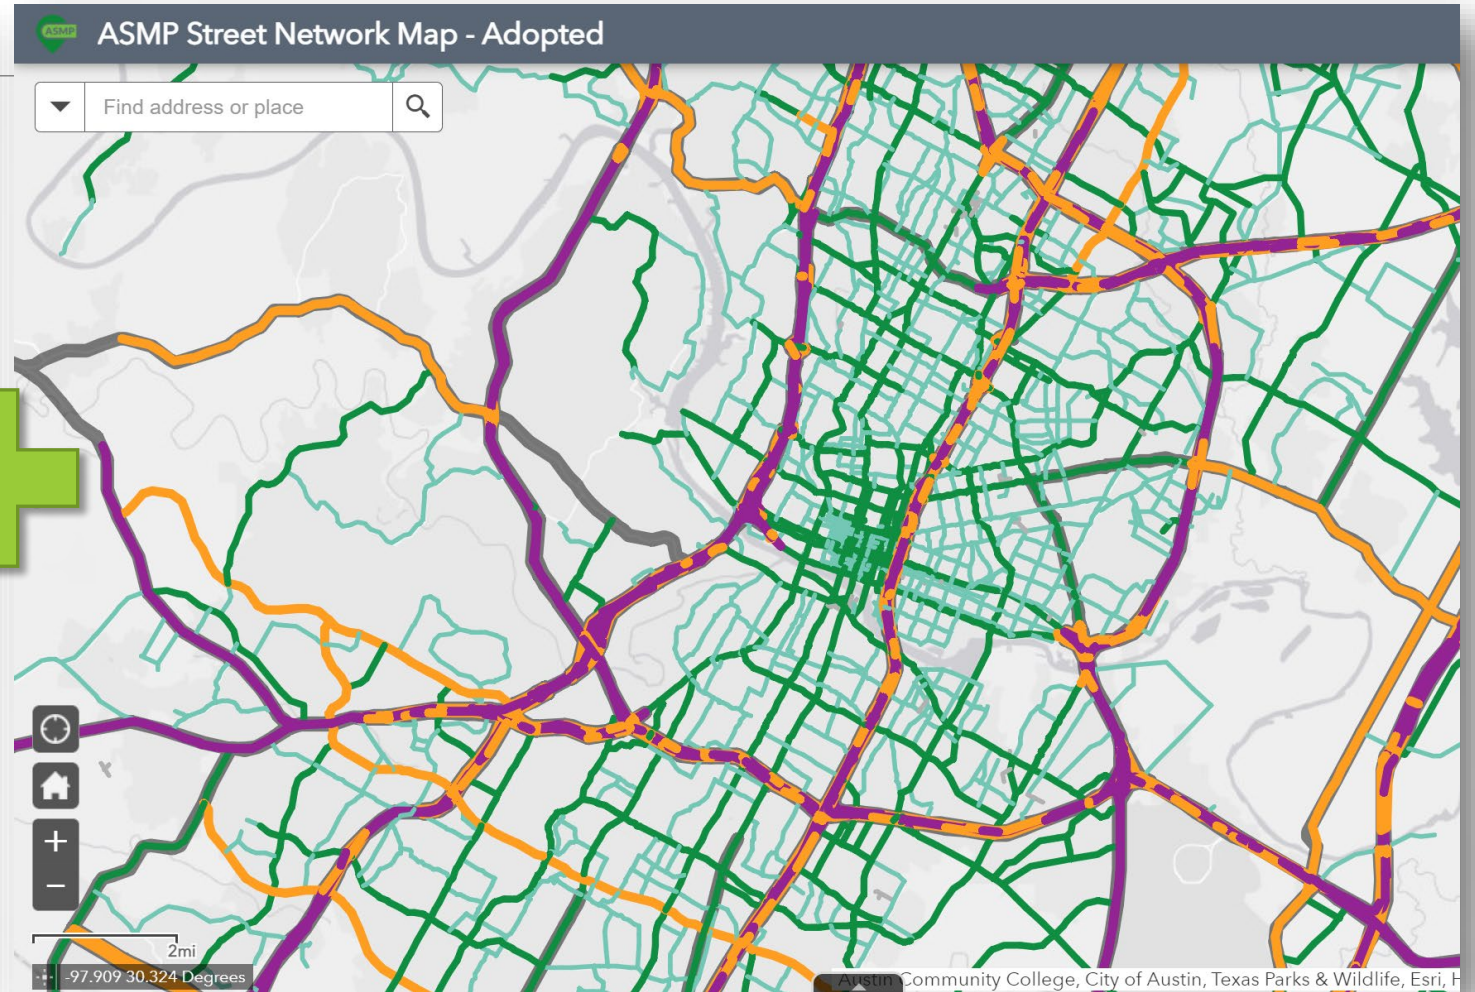 ASMP
ASMP Street Network Map - Adopted
Find address or place
+
−
2mi
-97.909 30.324 Degrees
Austin Community College, City of Austin, Texas Parks & Wildlife, Esri, H